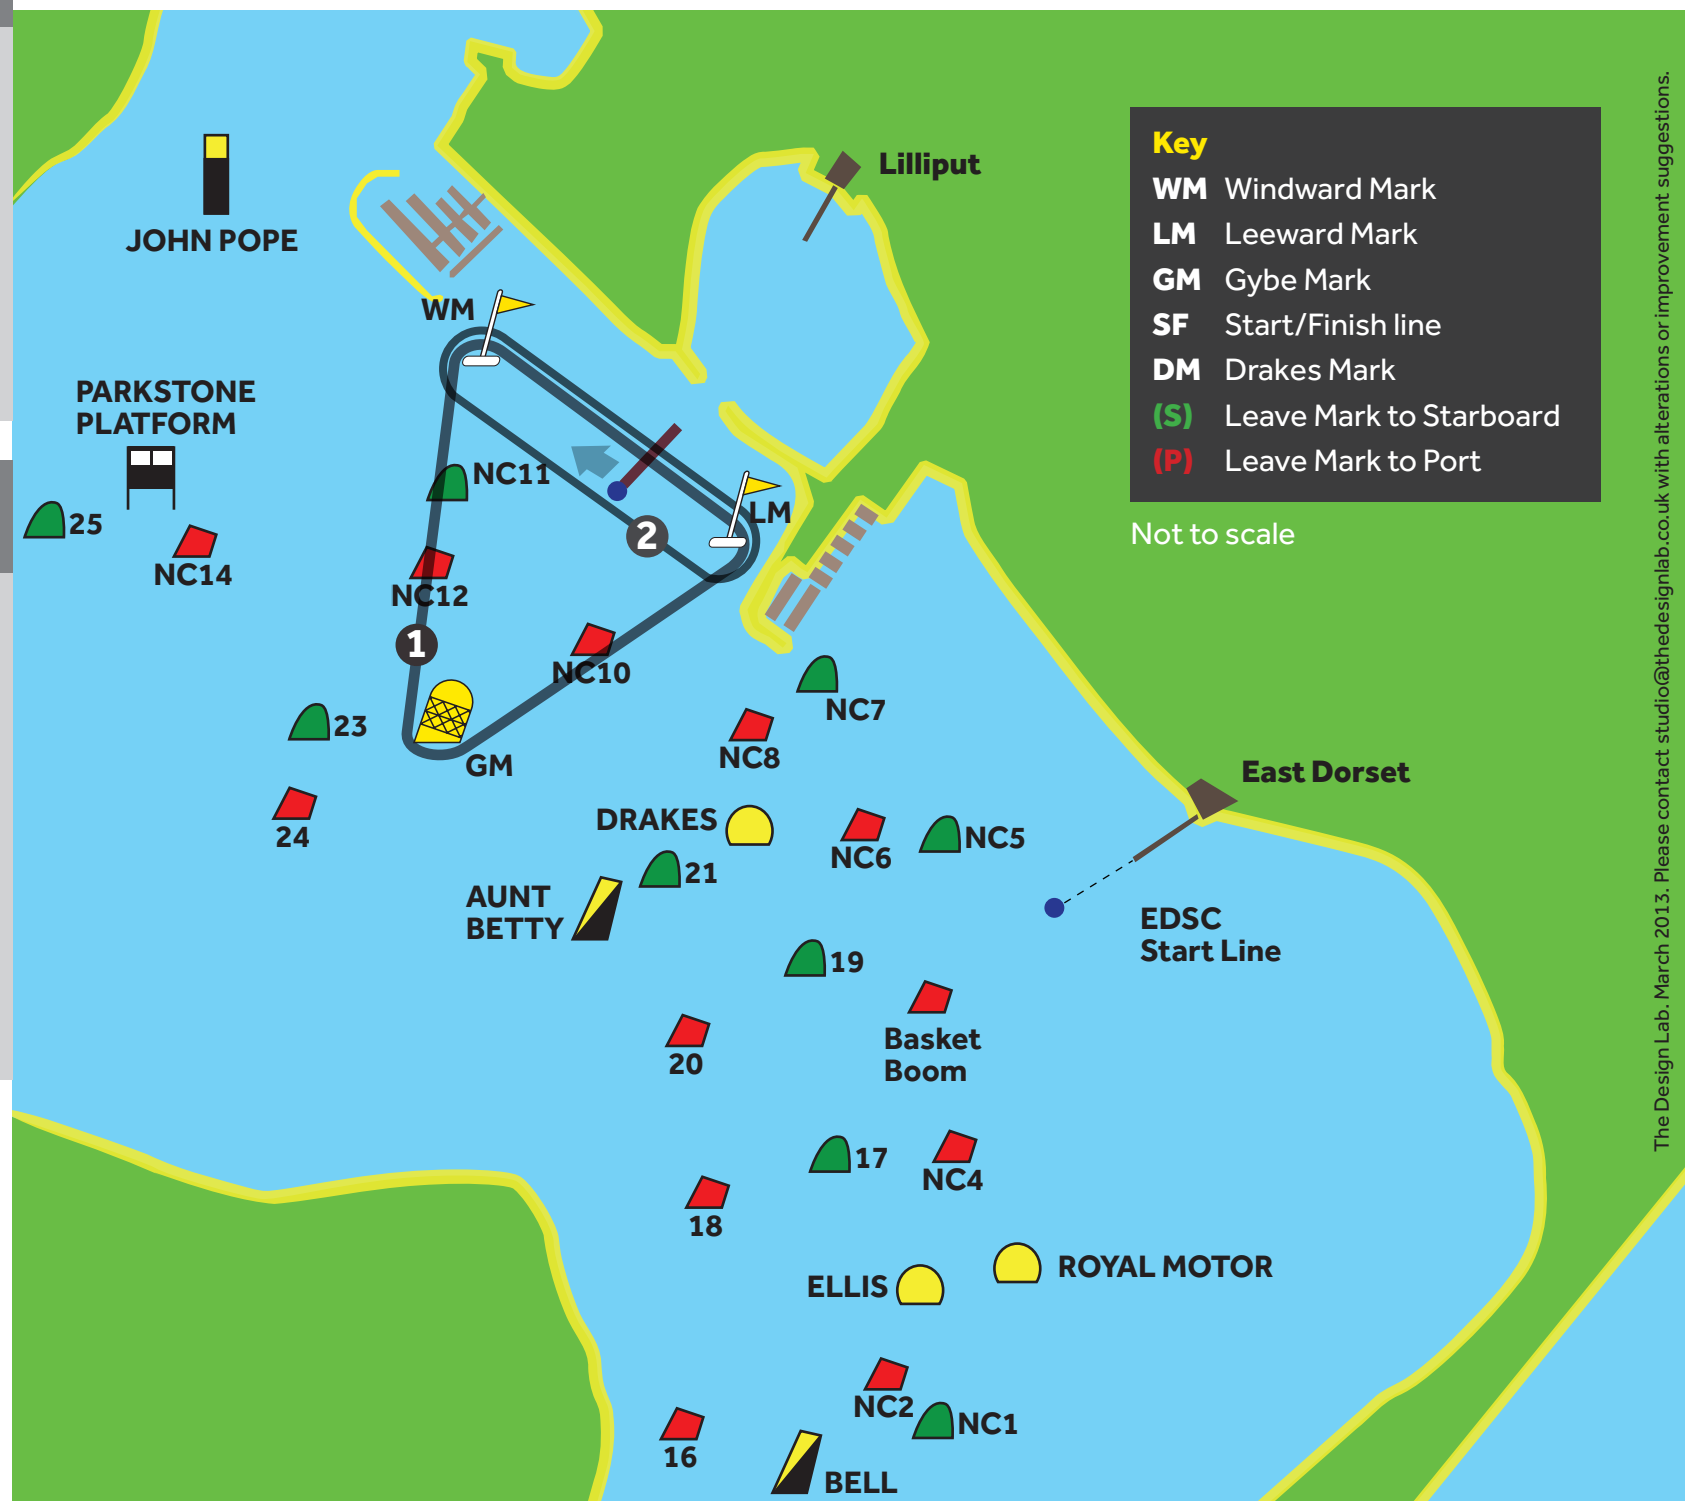 Lilliput
JOHN POPE
WM
PARKSTONE
PLATFORM
NC11
LM
25
NC14
NC12
2
1
NC10
23
GM
NC7
NC8
24
DRAKES
NC6
NC5
East Dorset
21
AUNT
BETTY
EDSC
Start Line
19
Basket
Boom
20
17
NC4
18
ELLIS
ROYAL MOTOR
NC2
NC1
16
BELL
Key
WM Windward Mark
LM Leeward Mark
GM Gybe Mark
SF Start/Finish line
DM Drakes Mark
(S) Leave Mark to Starboard
(P) Leave Mark to Port
Not to scale
The Design Lab. March 2013. Please contact studio@thedesignlab.co.uk with alterations or improvement suggestions.